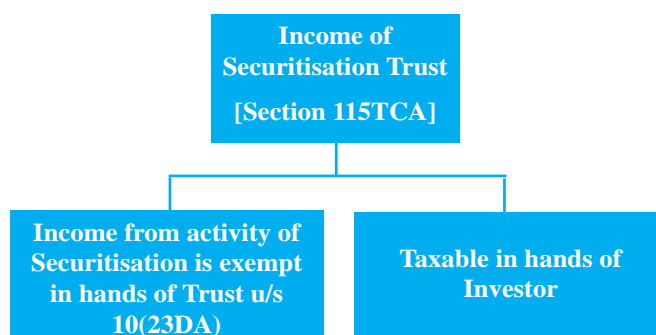 Income of
Securitisation Trust
[Section 115TCA]
Income from activity of
Securitisation is exempt
in hands of Trust u/s
10(23DA)
Taxable in hands of
Investor